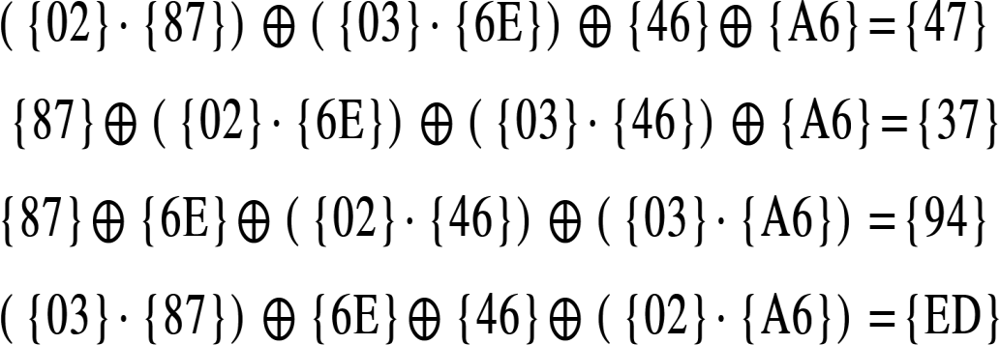 ( {02} · {87} ) ⊕ ( {03} · {6E} ) ⊕ {46} ⊕ {A6} = {47}
{87} ⊕ ( {02} · {6E} ) ⊕ ( {03} · {46} ) ⊕ {A6} = {37}
{87} ⊕ {6E} ⊕ ( {02} · {46} ) ⊕ ( {03} · {A6} ) = {94}
( {03} · {87} ) ⊕ {6E} ⊕ {46} ⊕ ( {02} · {A6} ) = {ED}